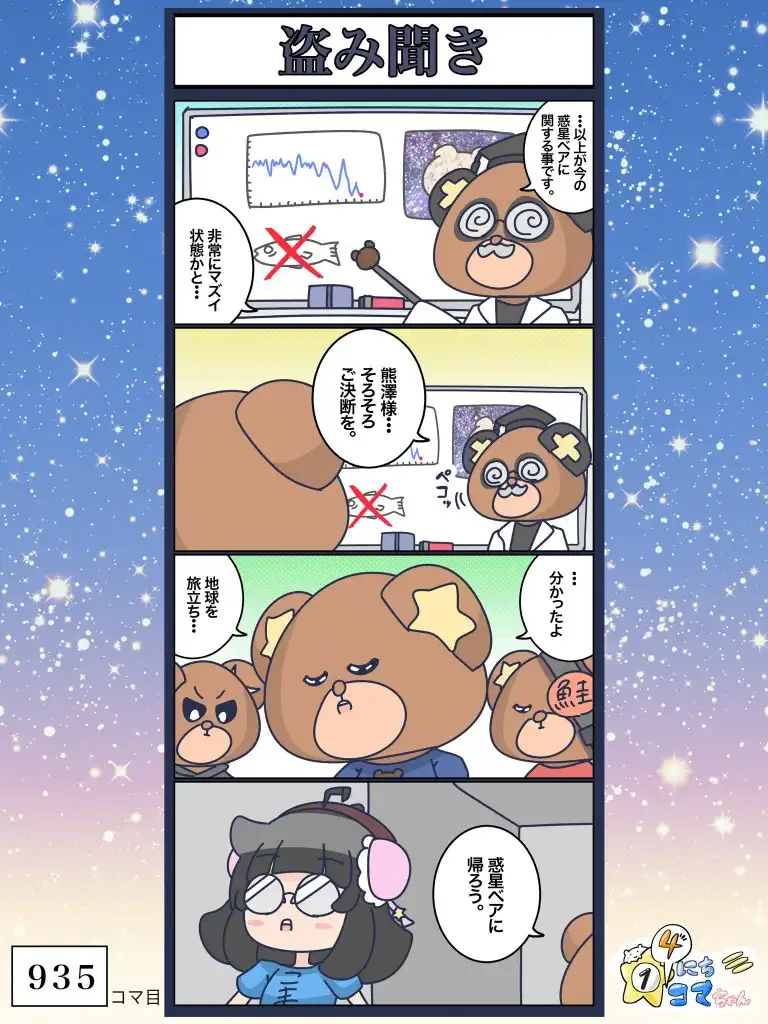 盗み聞き
…以上が今の
惑星ベアに
関する事です。
非常にマズイ
状態かと…
熊澤様…
そろそろ
ご決断を。
ペコッ
…
分かったよ
鮭
地球を
旅立ち…
惑星ベアに
帰ろう。
935
コマ目
1
にち
4
コマ
ちゃん